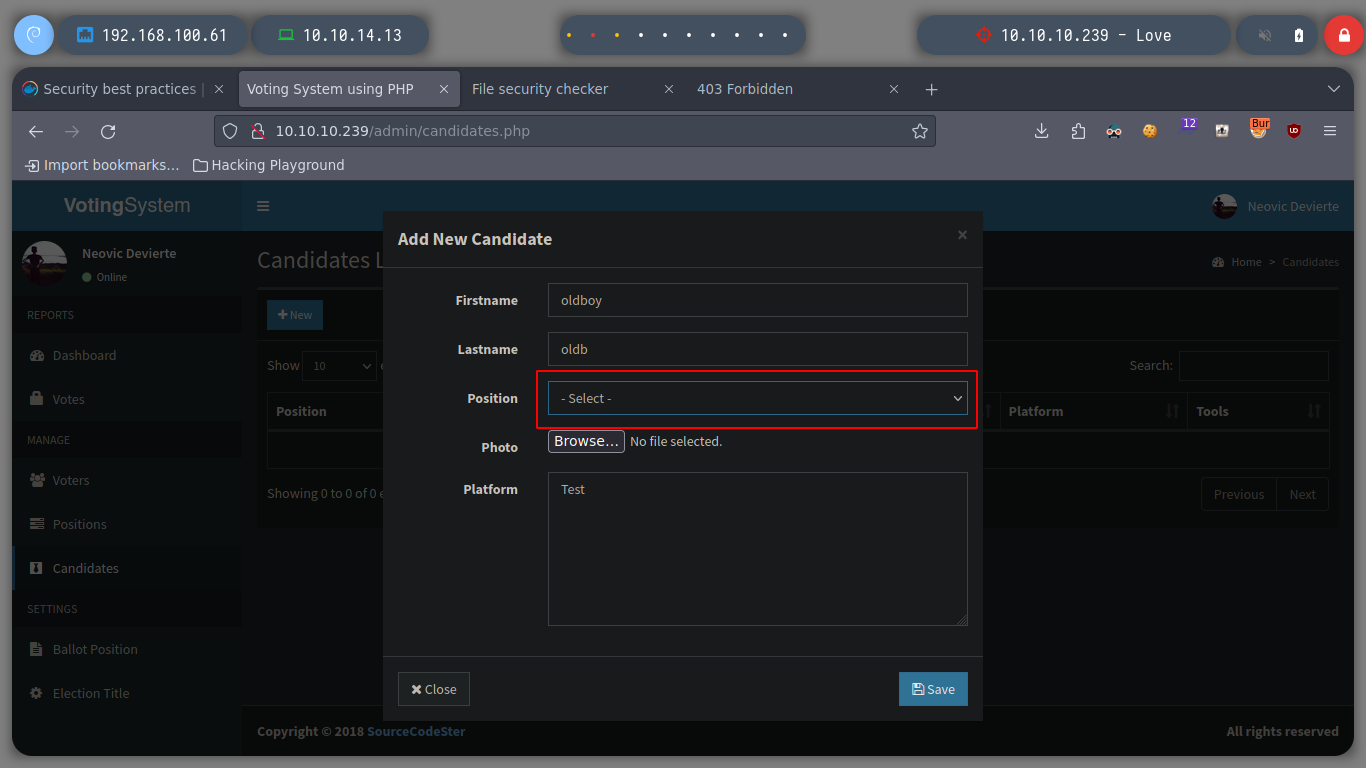 192.168.100.61
10.10.14.13
10.10.10.239 - Love
Security best practices |
Voting System using PHP
File security checker
403 Forbidden
10.10.10.239/admin/candidates.php
12
Bur
Import bookmarks...
Hacking Playground
VotingSystem
Neovic Devierte
Neovic Devierte
Online
Candidates L
Home > Candidates
REPORTS
Dashboard
Votes
MANAGE
Voters
Positions
Candidates
SETTINGS
Ballot Position
Election Title
New
Show 10 e
Search:
Position
Platform
Tools
Showing 0 to 0 of 0 e
Previous
Next
Add New Candidate
×
Firstname
oldboy
Lastname
oldb
Position
- Select -
Photo
Browse...
No file selected.
Platform
Test
Close
Save
Copyright © 2018 SourceCodeSter
All rights reserved